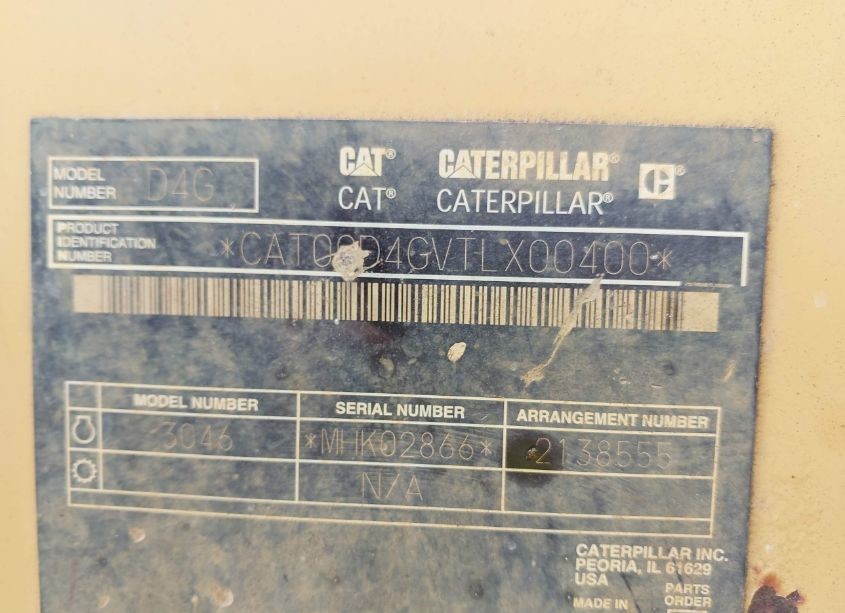 MODEL NUMBER D4G
CAT® CATERPILLAR® C®
CAT® CATERPILLAR®
PRODUCT IDENTIFICATION NUMBER *CAT00D4GVTLX00400*
MODEL NUMBER SERIAL NUMBER ARRANGEMENT NUMBER
3046 *MHK02866* 2138555
N/A
CATERPILLAR INC.
PEORIA, IL 61629
USA
MADE IN PARTS ORDER